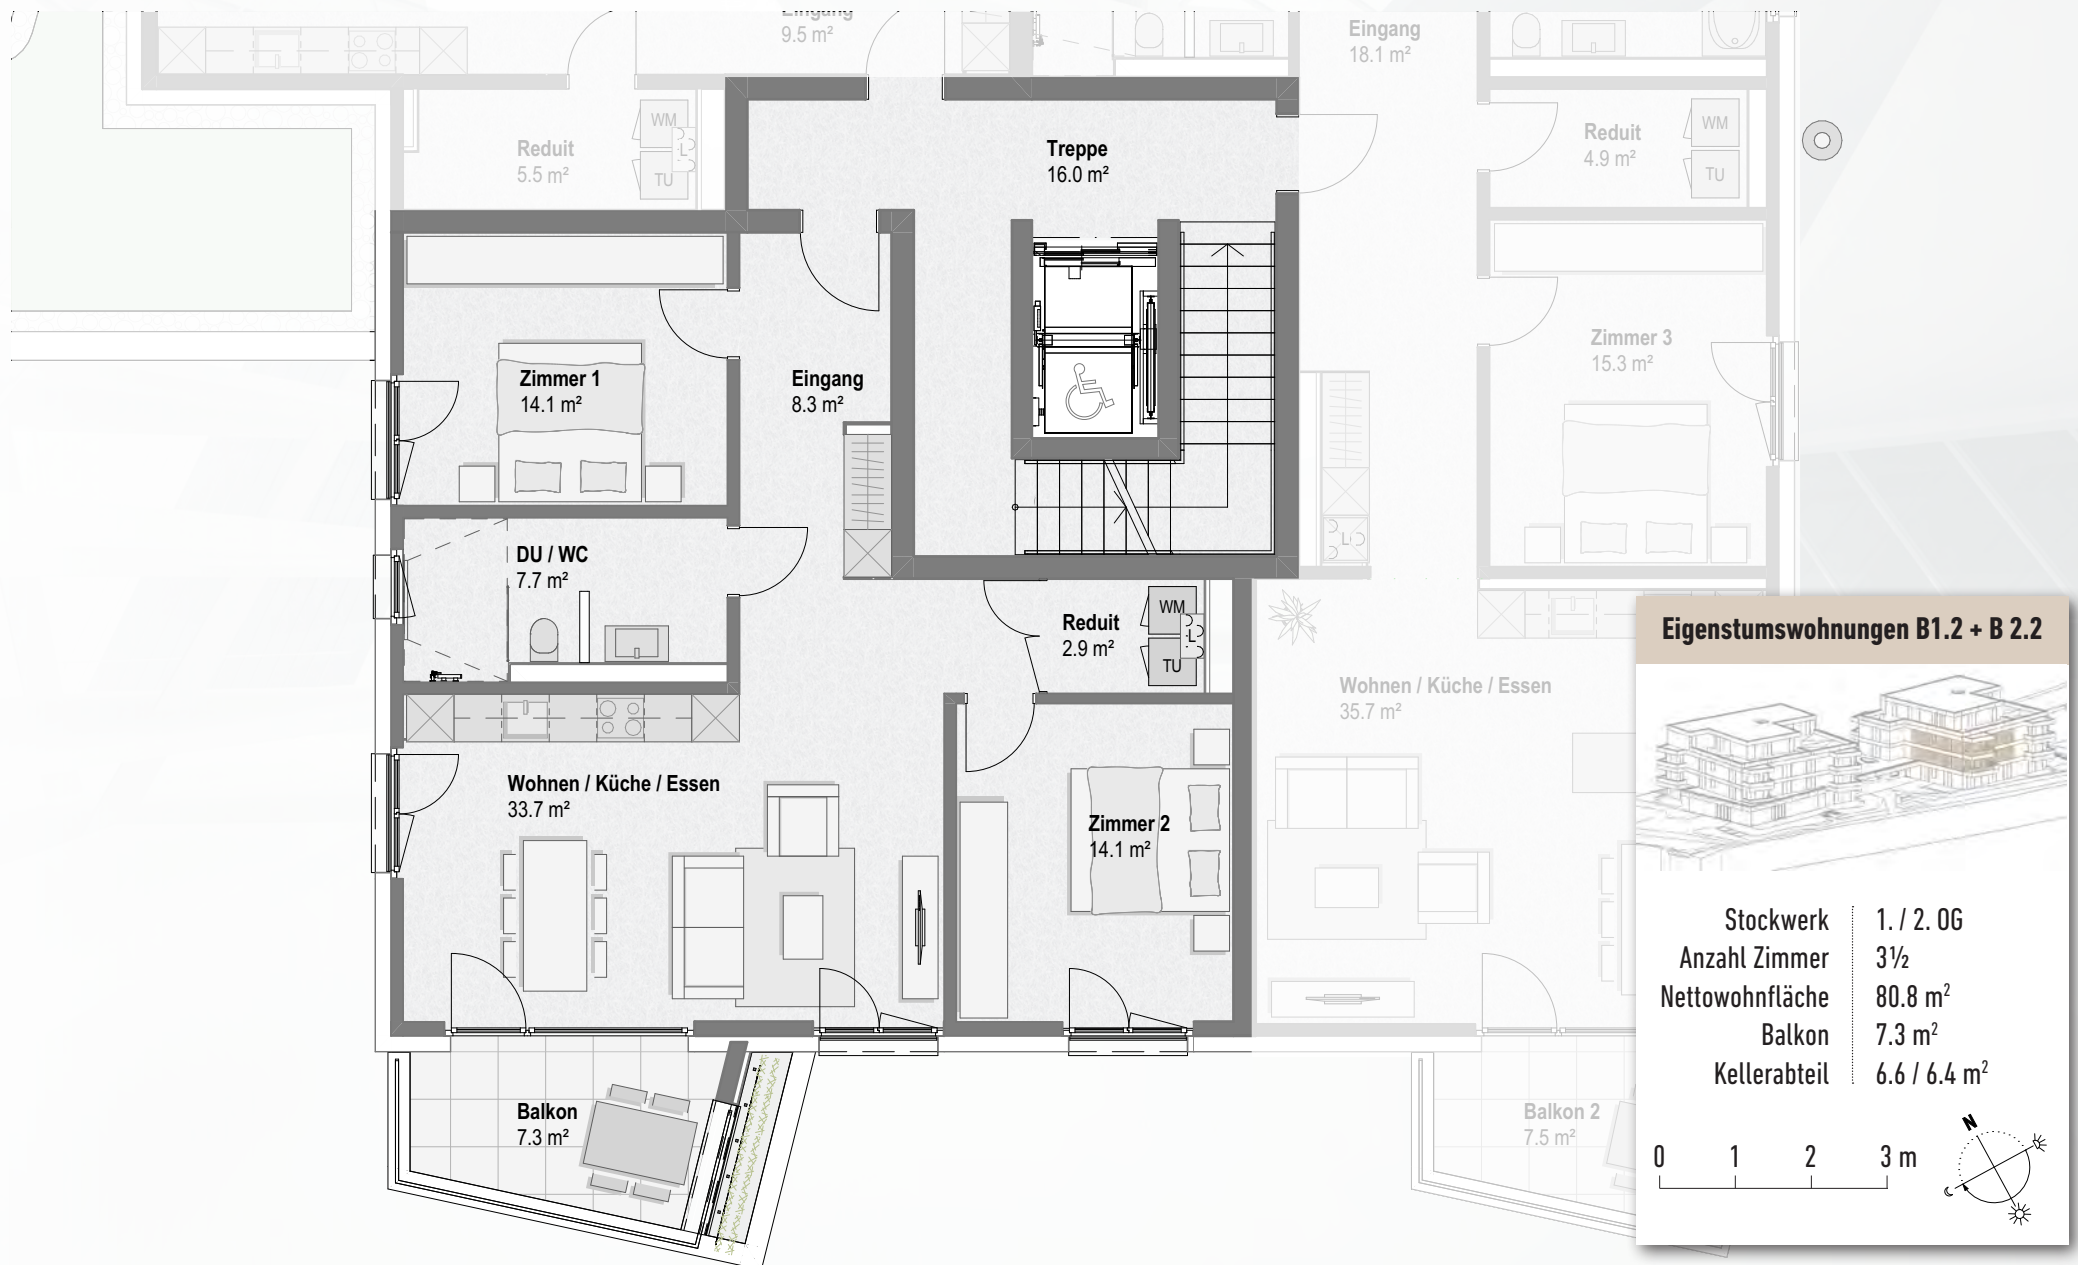 Eingang
9.5 m²
Eingang
18.1 m²
Reduit
5.5 m²
WM
L
TU
Treppe
16.0 m²
Reduit
4.9 m²
WM
TU
Zimmer 1
14.1 m²
Eingang
8.3 m²
Zimmer 3
15.3 m²
DU / WC
7.7 m²
L
Reduit
2.9 m²
WM
L
TU
Wohnen / Küche / Essen
35.7 m²
Wohnen / Küche / Essen
33.7 m²
Zimmer 2
14.1 m²
Balkon
7.3 m²
Balkon 2
7.5 m²
Eigenstumswohnungen B1.2 + B 2.2
Stockwerk 1. / 2. OG
Anzahl Zimmer 3½
Nettowohnfläche 80.8 m²
Balkon 7.3 m²
Kellerabteil 6.6 / 6.4 m²
N
0 1 2 3 m